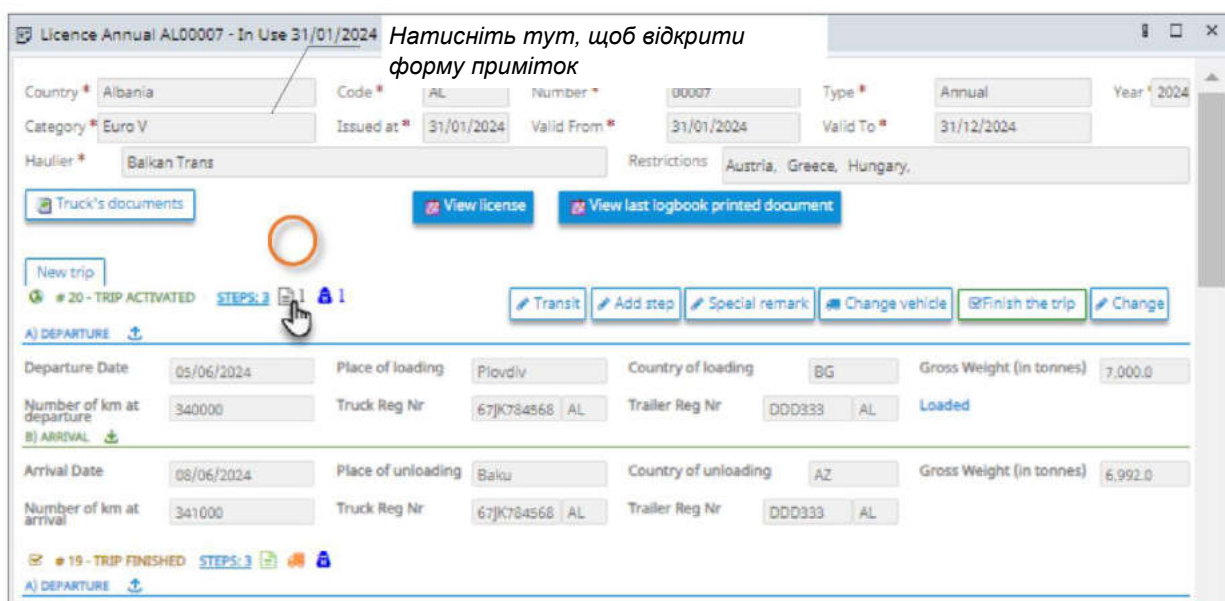 Licence Annual AL00007 - In Use 31/01/2024
Натисніть тут, щоб відкрити
форму приміток
Country * Albania Code * AL Number * 00007 Type * Annual Year * 2024
Category * Euro V Issued at * 31/01/2024 Valid From * 31/01/2024 Valid To * 31/12/2024
Haulier * Balkan Trans Restrictions Austria, Greece, Hungary,
Truck's documents View license View last logbook printed document
New trip
# 20 - TRIP ACTIVATED STEPS: 3 1 1 Transit Add step Special remark Change vehicle Finish the trip Change
A) DEPARTURE
Departure Date 05/06/2024 Place of loading Plovdiv Country of loading BG Gross Weight (in tonnes) 7,000.0
Number of km at departure 340000 Truck Reg Nr 67JK784568 AL Trailer Reg Nr DDD333 AL Loaded
B) ARRIVAL
Arrival Date 08/06/2024 Place of unloading Baku Country of unloading AZ Gross Weight (in tonnes) 6,992.0
Number of km at arrival 341000 Truck Reg Nr 67JK784568 AL Trailer Reg Nr DDD333 AL
# 19 - TRIP FINISHED STEPS: 3
A) DEPARTURE